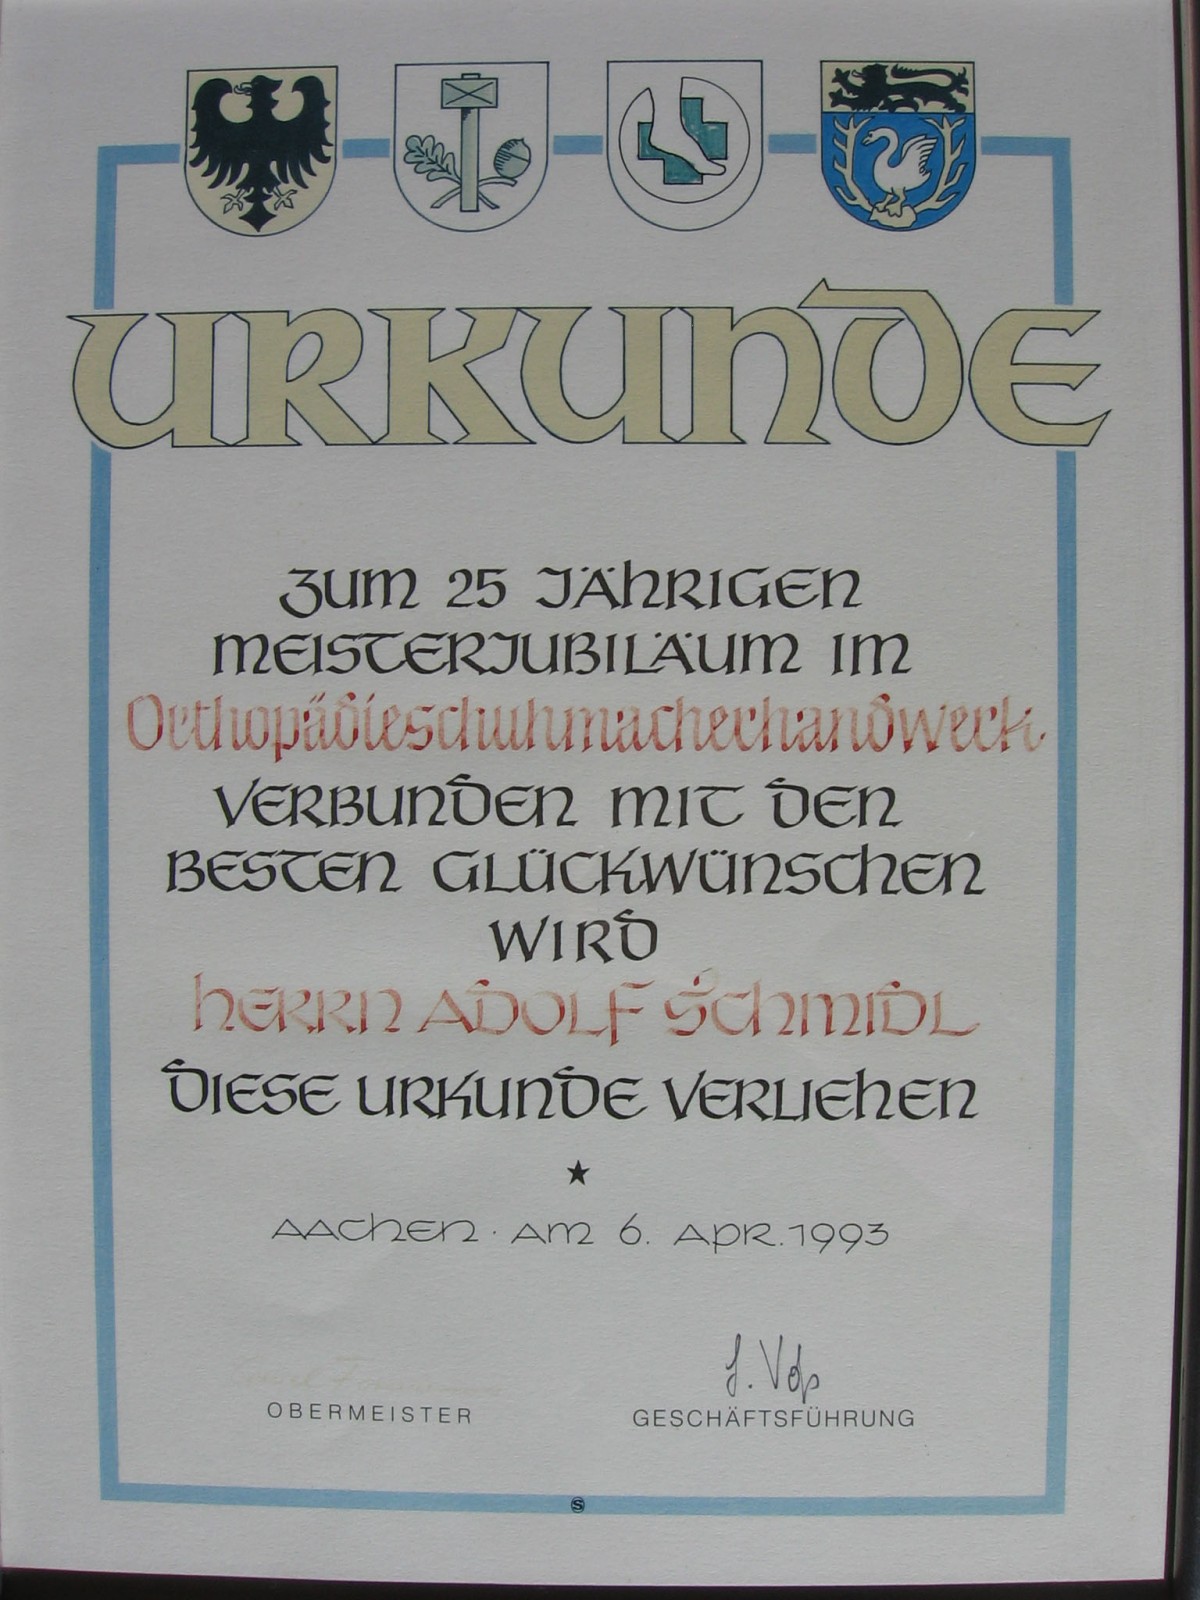 URKUNDE
ZUM 25 JÄHRIGEN
MEISTERJUBILÄUM IM
Orthopädieschuhmacherhandwerk
VERBUNDEN MIT DEN
BESTEN GLÜCKWÜNSCHEN
WIRD
HERRN ADOLF SCHMIDL
DIESE URKUNDE VERLIEHEN
AACHEN · AM 6. APR. 1993
J. Voß
OBERMEISTER
GESCHÄFTSFÜHRUNG
S